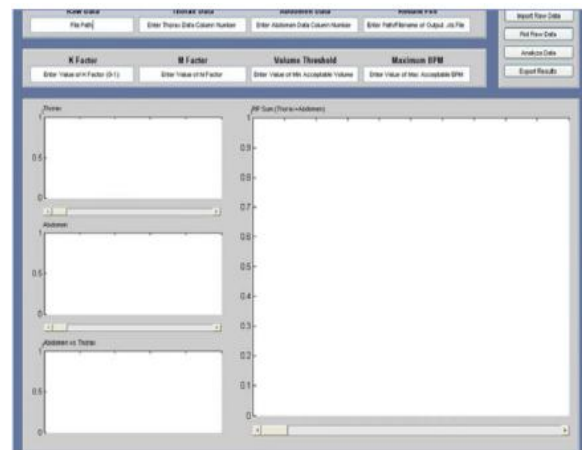 Raw Data Thorax Data Abdomen Data Results File
File Path Enter Thorax Data Column Number Enter Abdomen Data Column Number Enter Path/Filename of Output .xls File
K Factor M Factor Volume Threshold Maximum BPM
Enter Value of K Factor (0-1) Enter Value of M Factor Enter Value of Min Acceptable Volume Enter Value of Max Acceptable BPM
Import Raw Data
Plot Raw Data
Analyze Data
Export Results
Thorax
1
0.5
0
Abdomen
1
0.5
0
Abdomen vs Thorax
1
0.5
0
RIP Sum (Thorax+Abdomen)
1
0.9
0.8
0.7
0.6
0.5
0.4
0.3
0.2
0.1
0